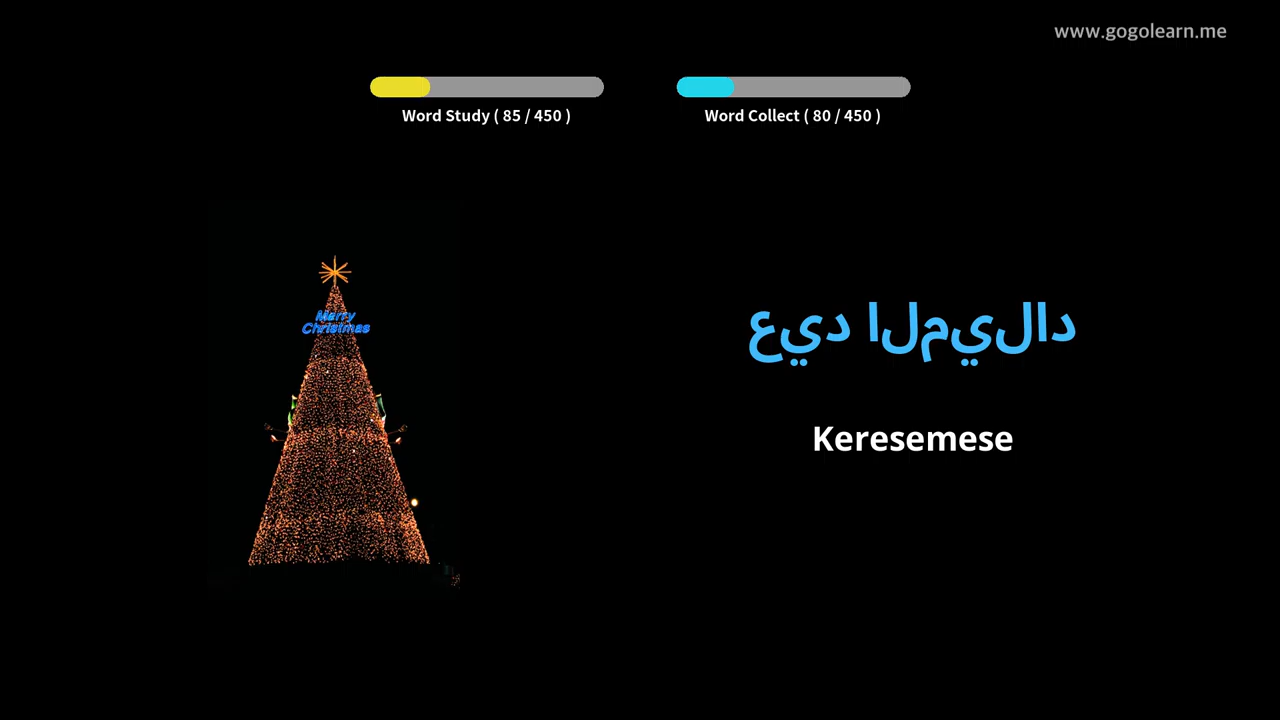 www.gogolearn.me
Word Study ( 85 / 450 )
Word Collect ( 80 / 450 )
Merry
Christmas
عيد الميلاد
Keresemese